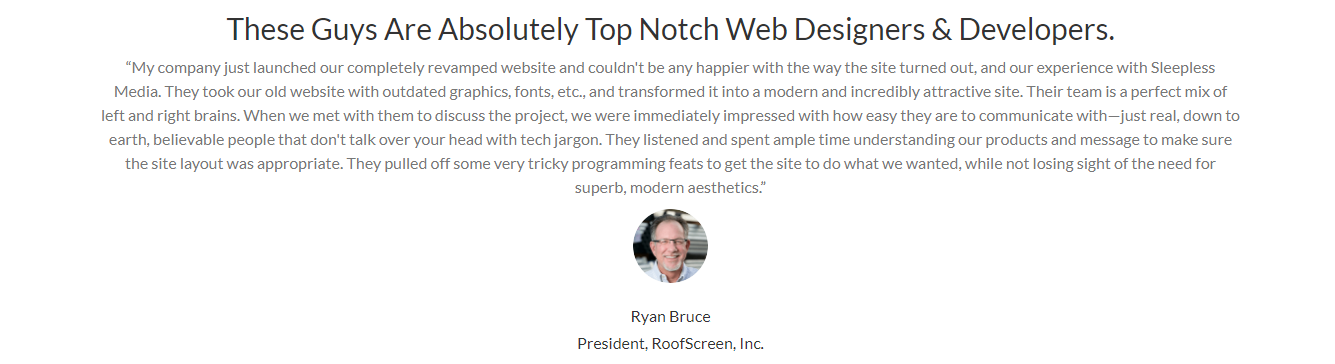 These Guys Are Absolutely Top Notch Web Designers & Developers.
“My company just launched our completely revamped website and couldn't be any happier with the way the site turned out, and our experience with Sleepless
Media. They took our old website with outdated graphics, fonts, etc., and transformed it into a modern and incredibly attractive site. Their team is a perfect mix of
left and right brains. When we met with them to discuss the project, we were immediately impressed with how easy they are to communicate with—just real, down to
earth, believable people that don't talk over your head with tech jargon. They listened and spent ample time understanding our products and message to make sure
the site layout was appropriate. They pulled off some very tricky programming feats to get the site to do what we wanted, while not losing sight of the need for
superb, modern aesthetics.”
Ryan Bruce
President, RoofScreen, Inc.